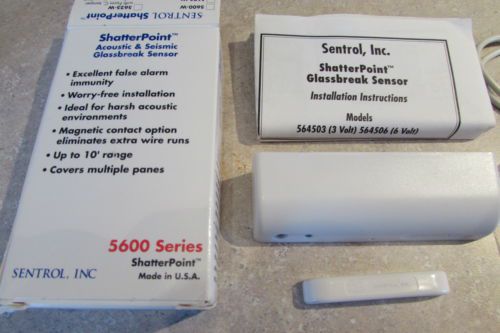 SENTROL
ShatterPoint™
5600-W
5625-W
ShatterPoint™
Acoustic & Seismic
Glassbreak Sensor
• Excellent false alarm
immunity
• Worry-free installation
• Ideal for harsh acoustic
environments
• Magnetic contact option
eliminates extra wire runs
• Up to 10' range
• Covers multiple panes
5600 Series
ShatterPoint™
SENTROL, INC Made in U.S.A.
Sentrol, Inc.
ShatterPoint™
Glassbreak Sensor
Installation Instructions
Models
564503 (3 Volt) 564506 (6 Volt)